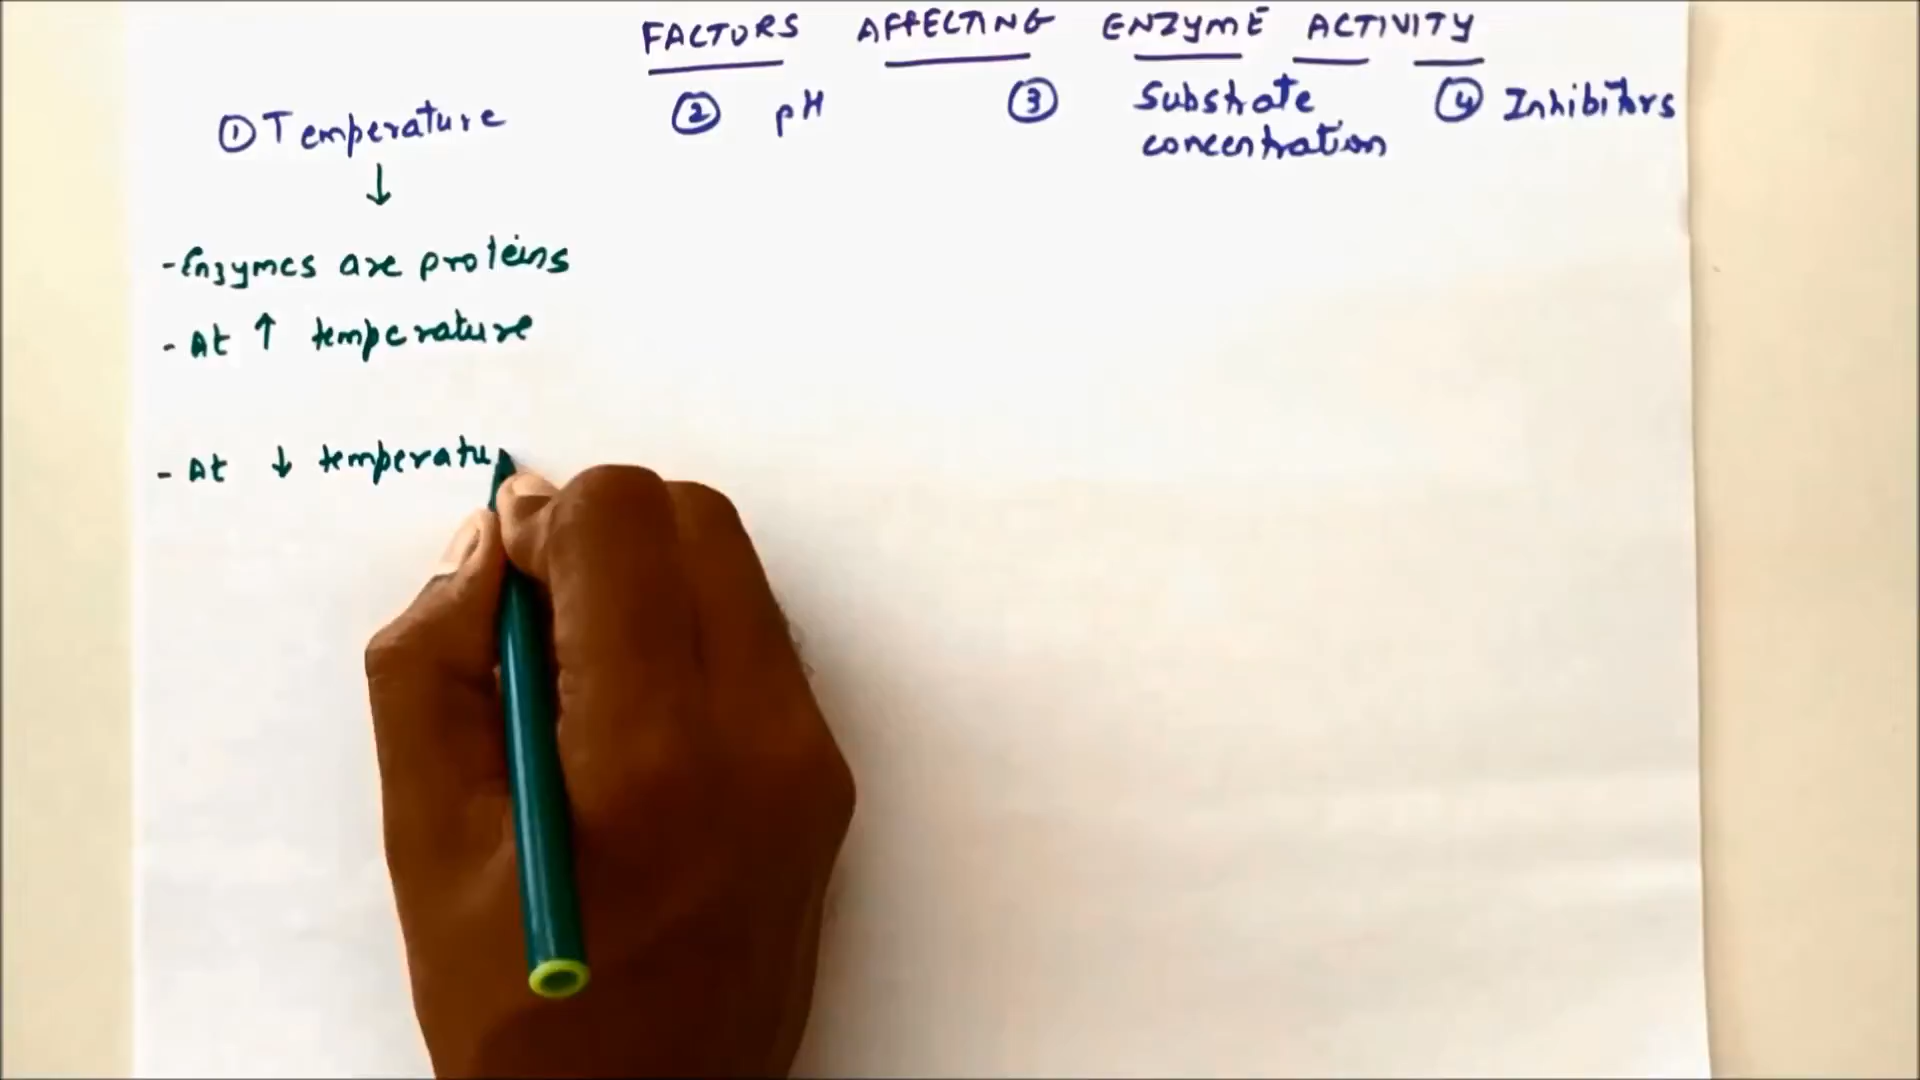 FACTORS AFFECTING ENZYME ACTIVITY
① Temperature
② pH
③ Substrate
concentration
④ Inhibitors
↓
- Enzymes are proteins
- At ↑ temperature
- At ↓ temperatu